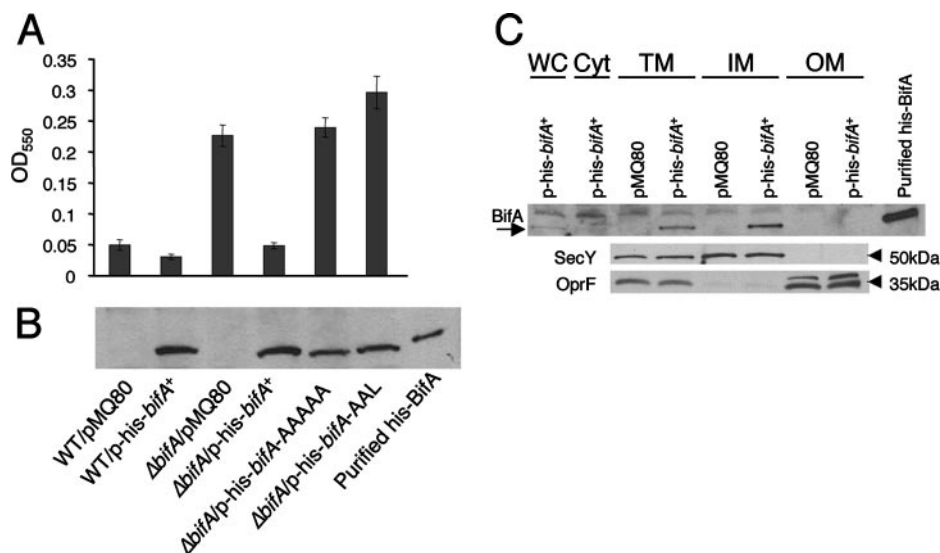 A
0.35
0.3
0.25
0.2
0.15
0.1
0.05
0
OD550
B
WT/pMQ80
WT/p-his-bifA+
ΔbifA/pMQ80
ΔbifA/p-his-bifA+
ΔbifA/p-his-bifA-AAAAA
ΔbifA/p-his-bifA-AAL
Purified his-BifA
C
WC Cyt TM IM OM
p-his-bifA+
p-his-bifA+
pMQ80
p-his-bifA+
pMQ80
p-his-bifA+
pMQ80
p-his-bifA+
Purified his-BifA
BifA
SecY 50kDa
OprF 35kDa